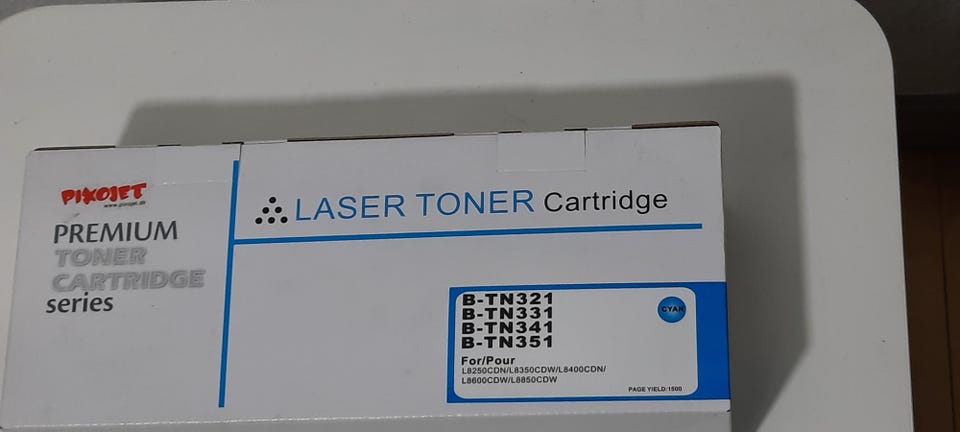 PIXOJET
www.pixojet.dk
PREMIUM
TONER
CARTRIDGE
series
LASER TONER Cartridge
B-TN321
B-TN331
B-TN341
B-TN351
CYAN
For/Pour
L8250CDN/L8350CDW/L8400CDN/
L8600CDW/L8850CDW
PAGE YIELD:1500